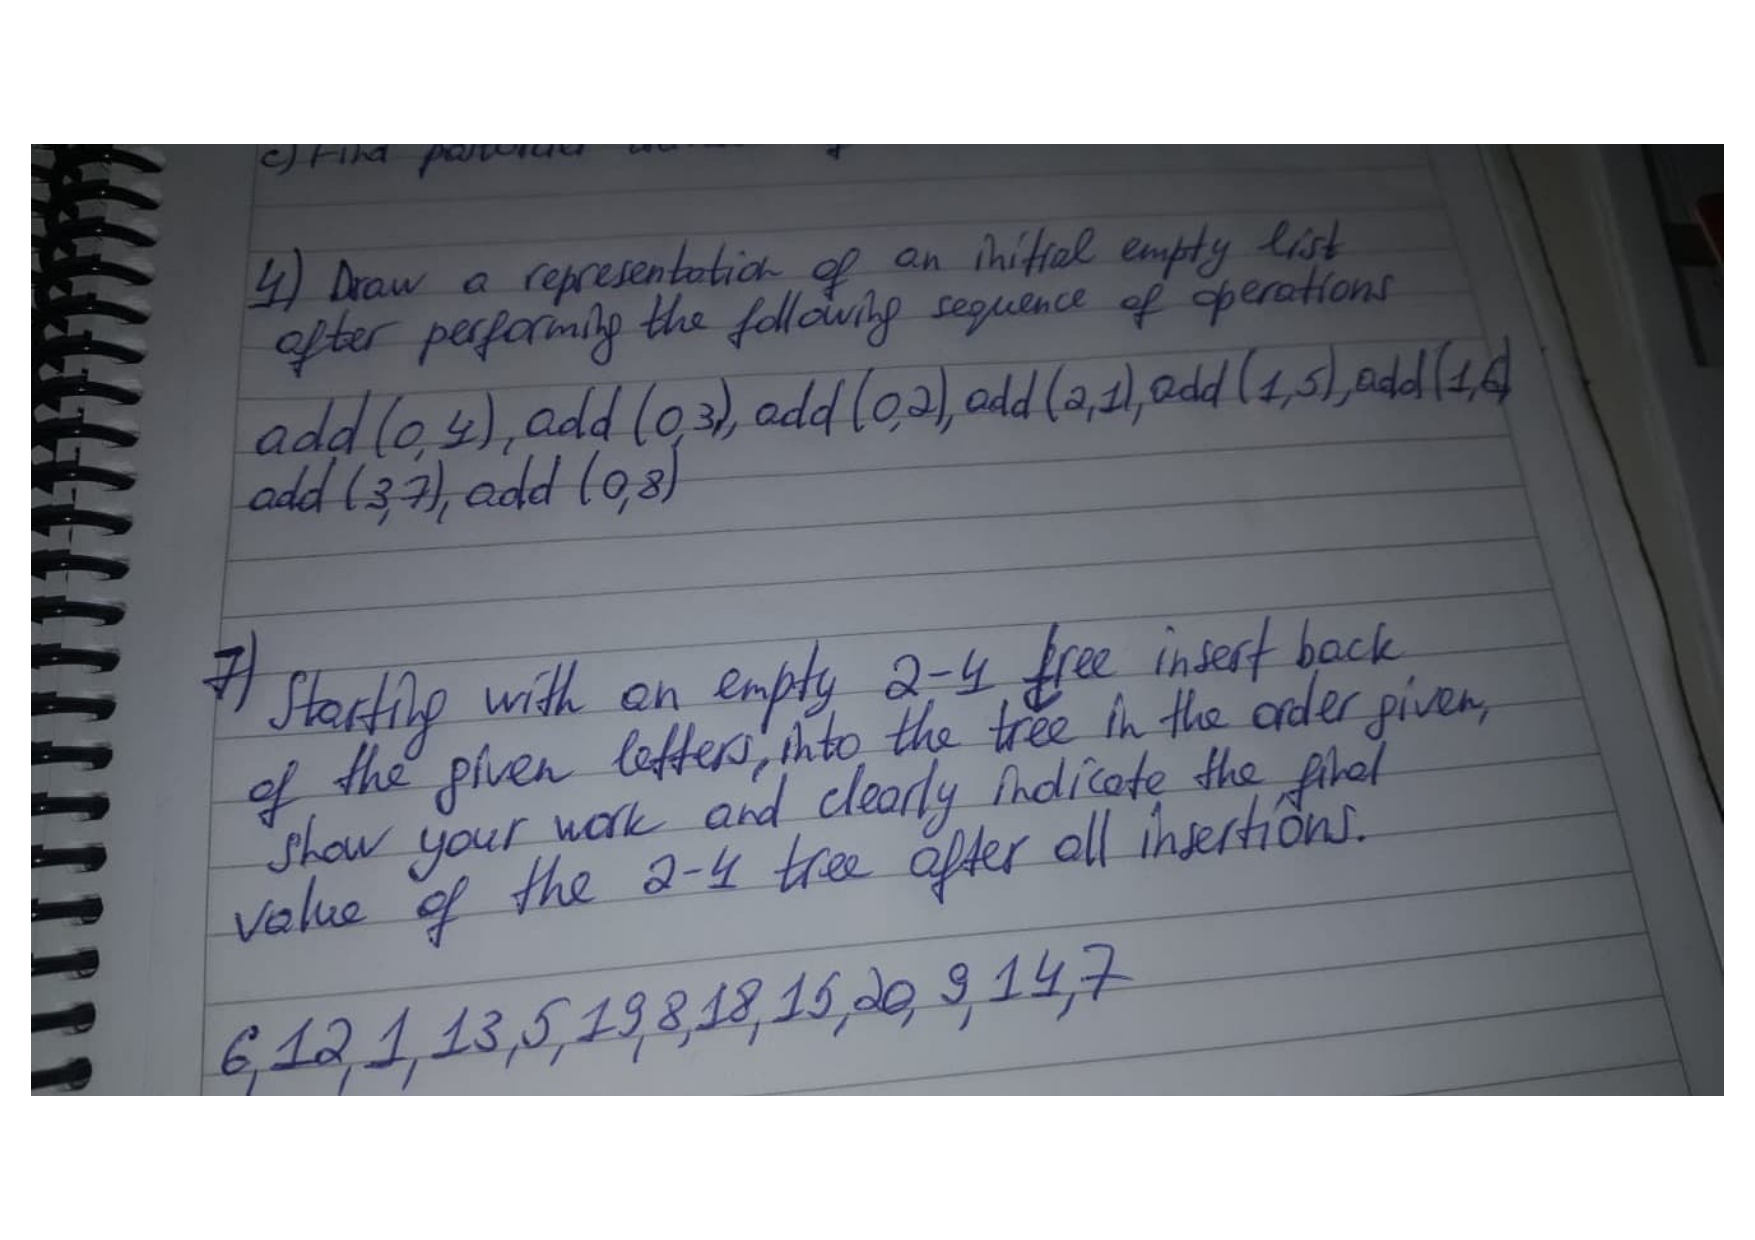 c) Find
4) Draw a representation of an initial empty list
after performing the following sequence of operations
add (0,4), add (0,3), add (0,2), add (2,1), add (1,5), add (1,6)
add (3,7), add (0,8)
7) Starting with an empty 2-4 tree insert back
of the given letters, into the tree in the order given,
show your work and clearly indicate the final
value of the 2-4 tree after all insertions.
6, 12, 1, 13, 5, 19, 8, 18, 15, 20, 9, 14, 7